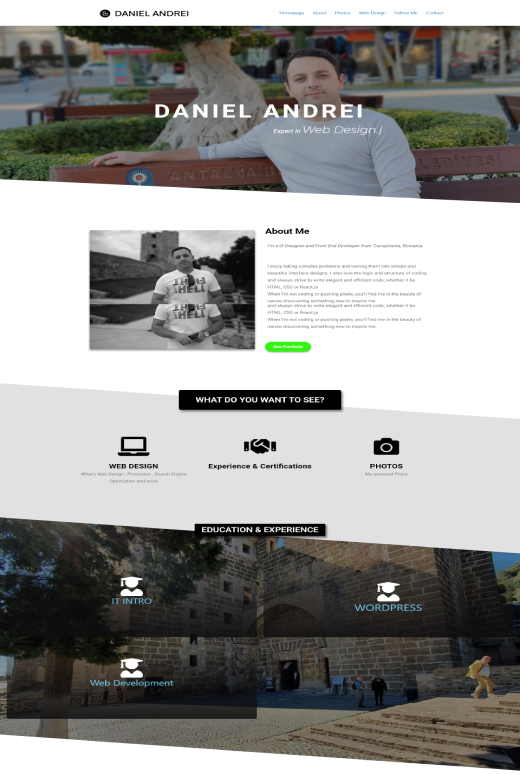 DANIEL ANDREI
Homepage About Photos Web Design Follow Me Contact
DANIEL ANDREI
Expert in Web Design.|
ANTALYA B
About Me
I'm a UI Designer and Front End Developer from Transylvania, Romania.
I enjoy taking complex problems and turning them into simple and
beautiful interface designs. I also love the logic and structure of coding
and always strive to write elegant and efficient code, whether it be
HTML, CSS or React.js
When I'm not coding or pushing pixels, you'll find me in the beauty of
nature discovering something new to inspire me.
and always strive to write elegant and efficient code, whether it be
HTML, CSS or React.js
When I'm not coding or pushing pixels, you'll find me in the beauty of
nature discovering something new to inspire me.
See Portfolio
WHAT DO YOU WANT TO SEE?
WEB DESIGN
What's Web Design , Pintention , Search Engine
Optimization and more
Experience & Certifications
PHOTOS
My personal Photo
EDUCATION & EXPERIENCE
IT INTRO
WORDPRESS
Web Development